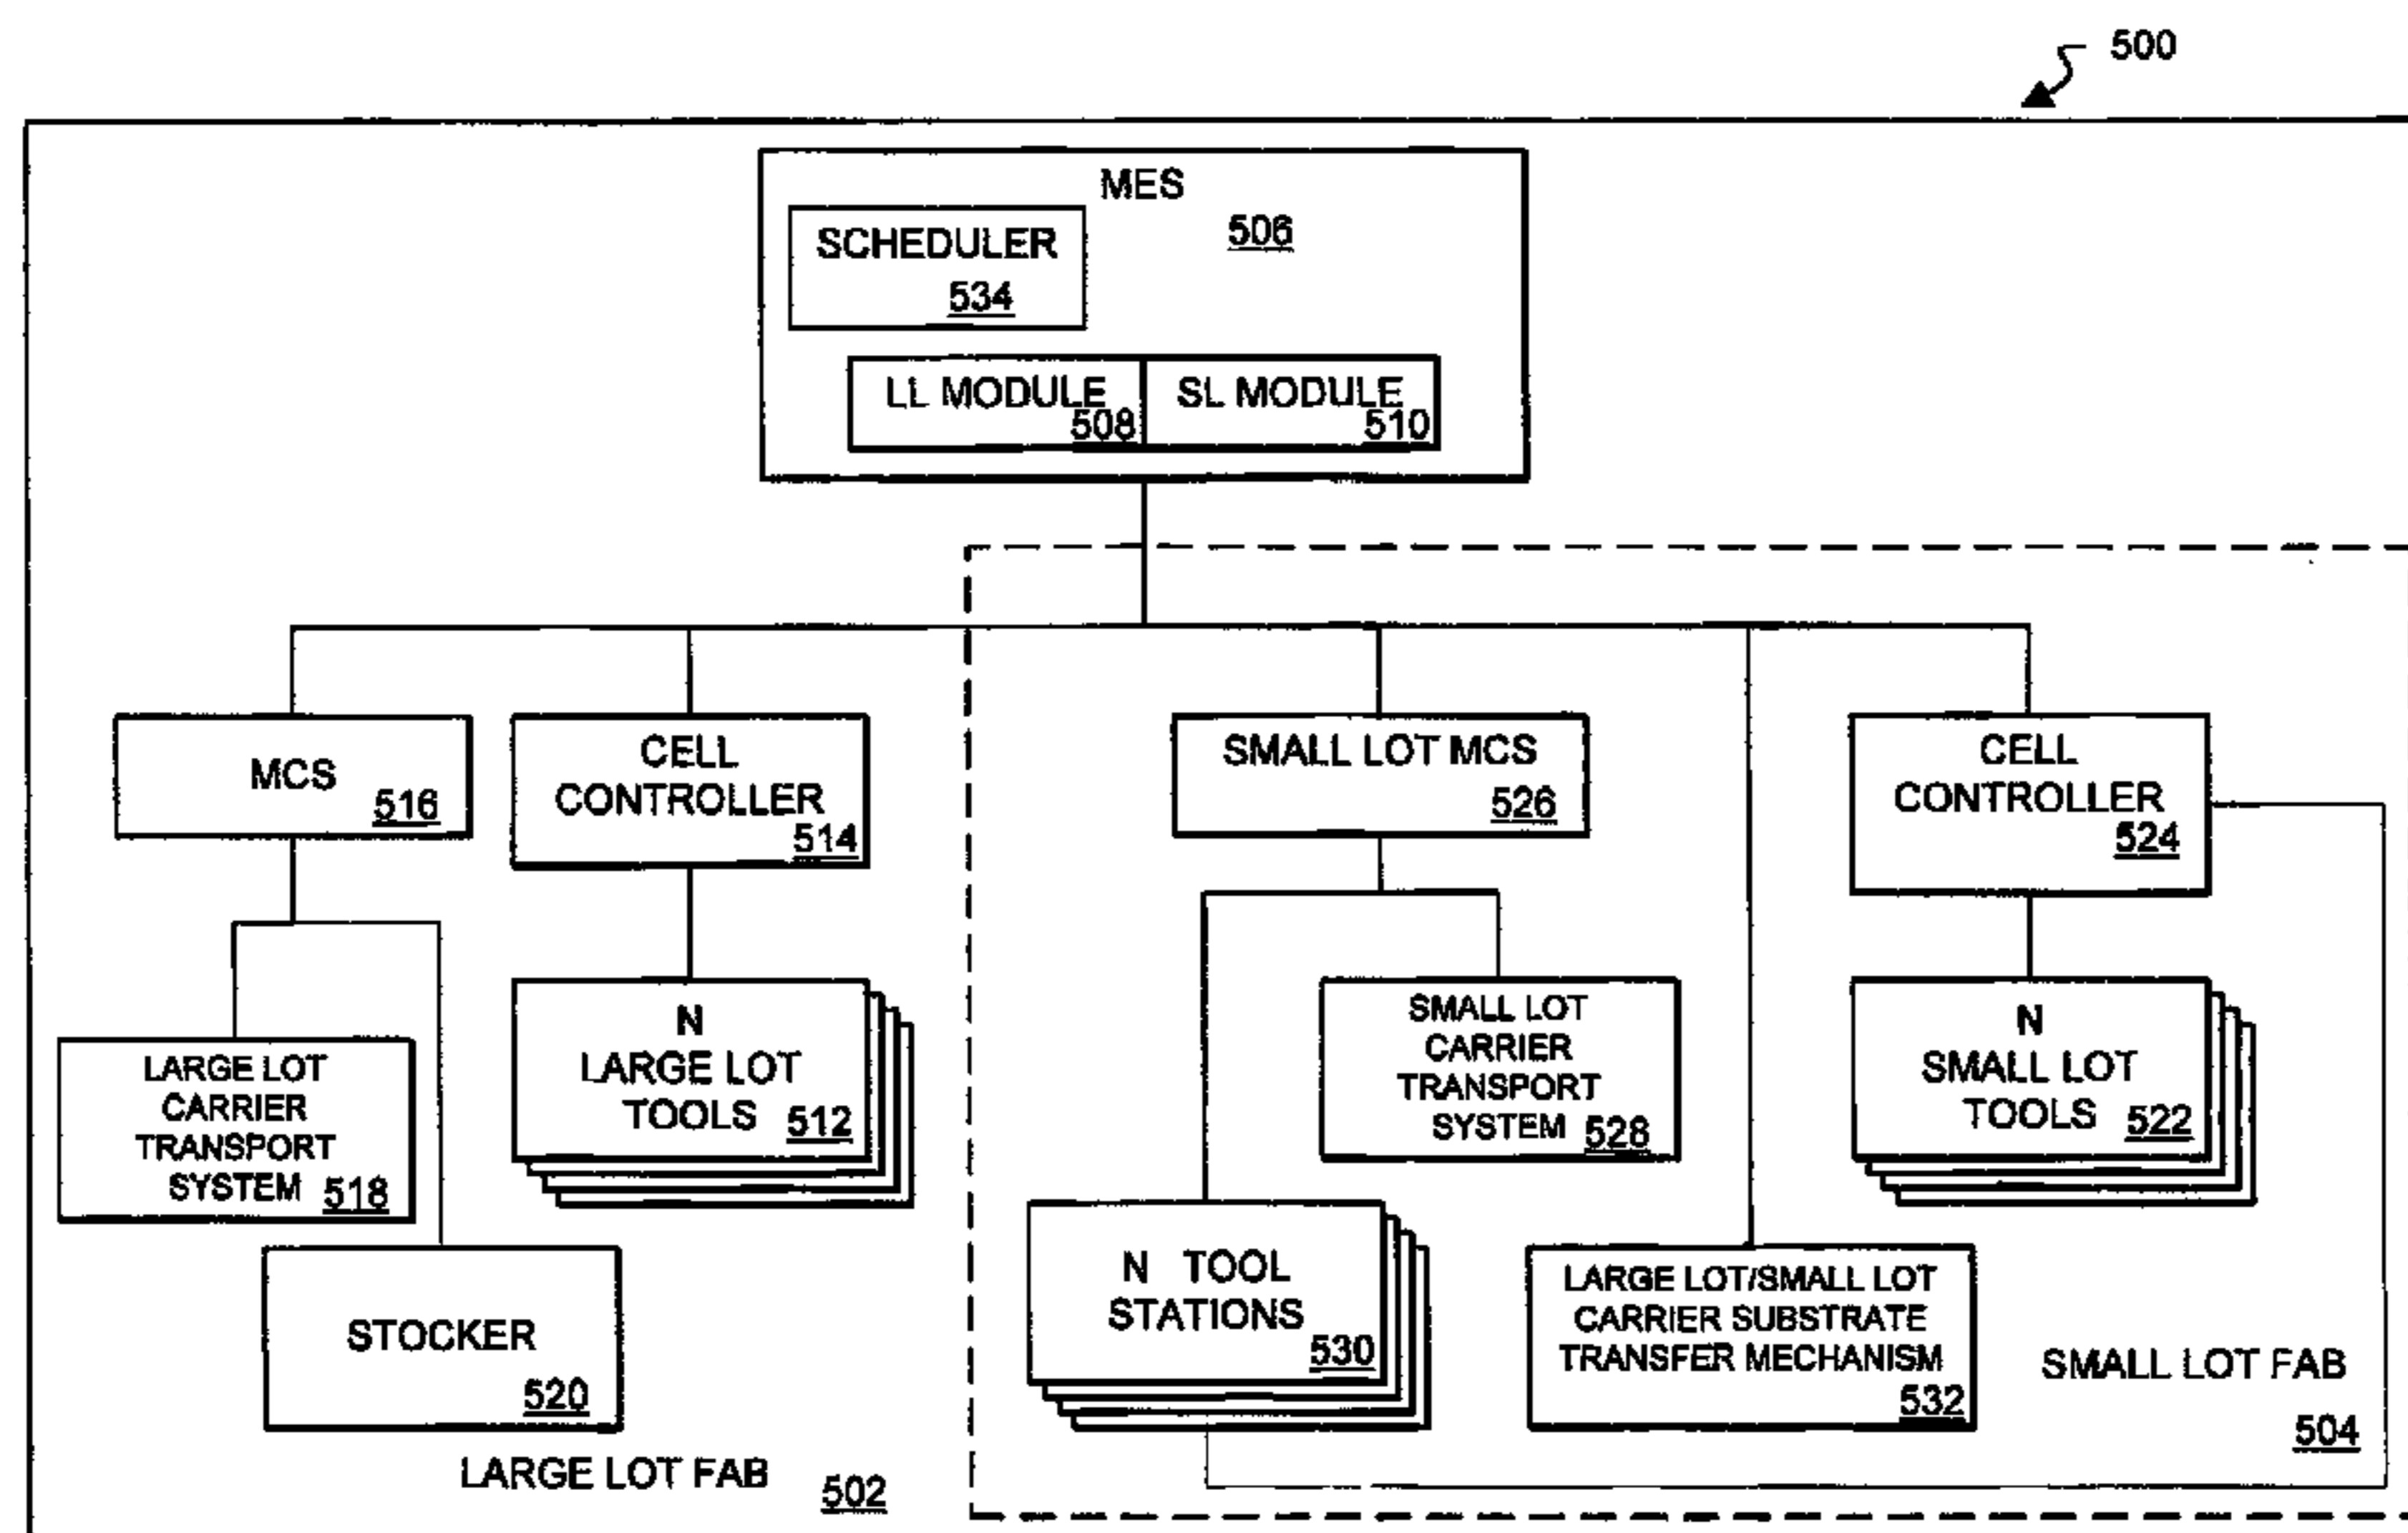 500
MES
506
SCHEDULER
534
LL MODULE
508
SL MODULE
510
MCS
516
CELL
CONTROLLER
514
SMALL LOT MCS
526
CELL
CONTROLLER
524
LARGE LOT
CARRIER
TRANSPORT
SYSTEM 518
N
LARGE LOT
TOOLS 512
SMALL LOT
CARRIER
TRANSPORT
SYSTEM 528
N
SMALL LOT
TOOLS 522
STOCKER
520
N TOOL
STATIONS
530
LARGE LOT/SMALL LOT
CARRIER SUBSTRATE
TRANSFER MECHANISM
532
SMALL LOT FAB
504
LARGE LOT FAB 502